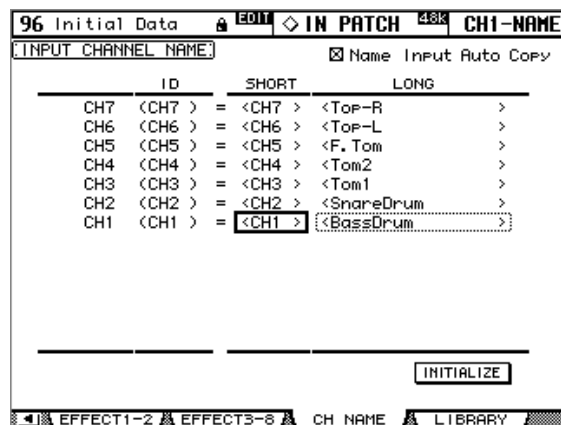 96 Initial Data EDIT ◇ IN PATCH 48K CH1-NAME
INPUT CHANNEL NAME
☒ Name Input Auto Copy
ID SHORT LONG
CH7 (CH7 ) = <CH7 > <Top-R >
CH6 (CH6 ) = <CH6 > <Top-L >
CH5 (CH5 ) = <CH5 > <F.Tom >
CH4 (CH4 ) = <CH4 > <Tom2 >
CH3 (CH3 ) = <CH3 > <Tom1 >
CH2 (CH2 ) = <CH2 > <SnareDrum >
CH1 (CH1 ) = <CH1 > <BassDrum >
INITIALIZE
EFFECT1-2 EFFECT3-8 CH NAME LIBRARY